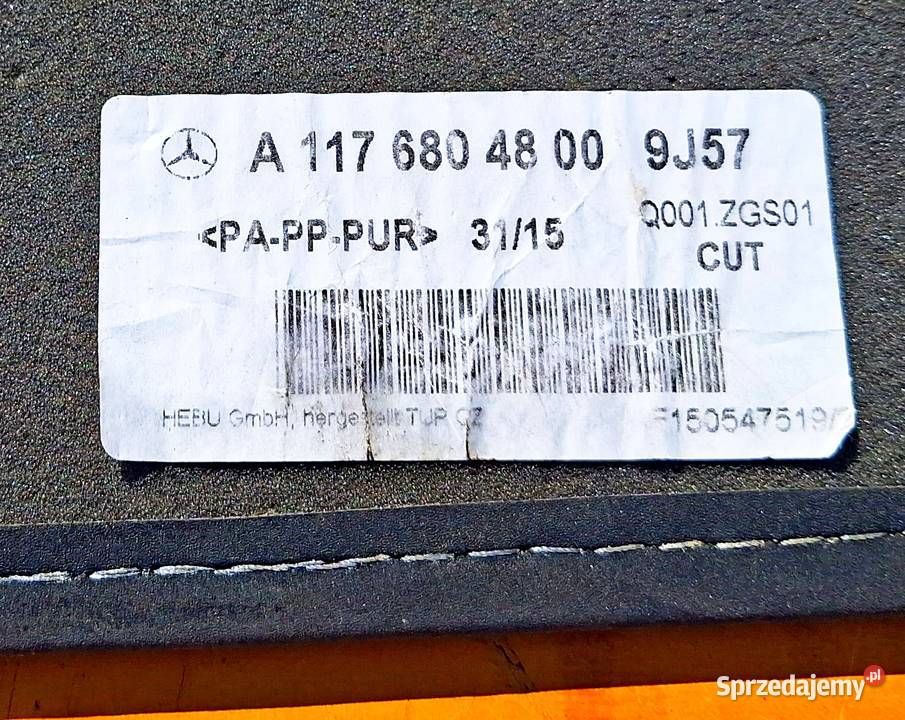 A 117 680 48 00 9J57
<PA-PP-PUR> 31/15 Q001.ZGS01
CUT
HEBU GmbH, hergestellt TUP CZ F150547519/
Sprzedajemy.pl